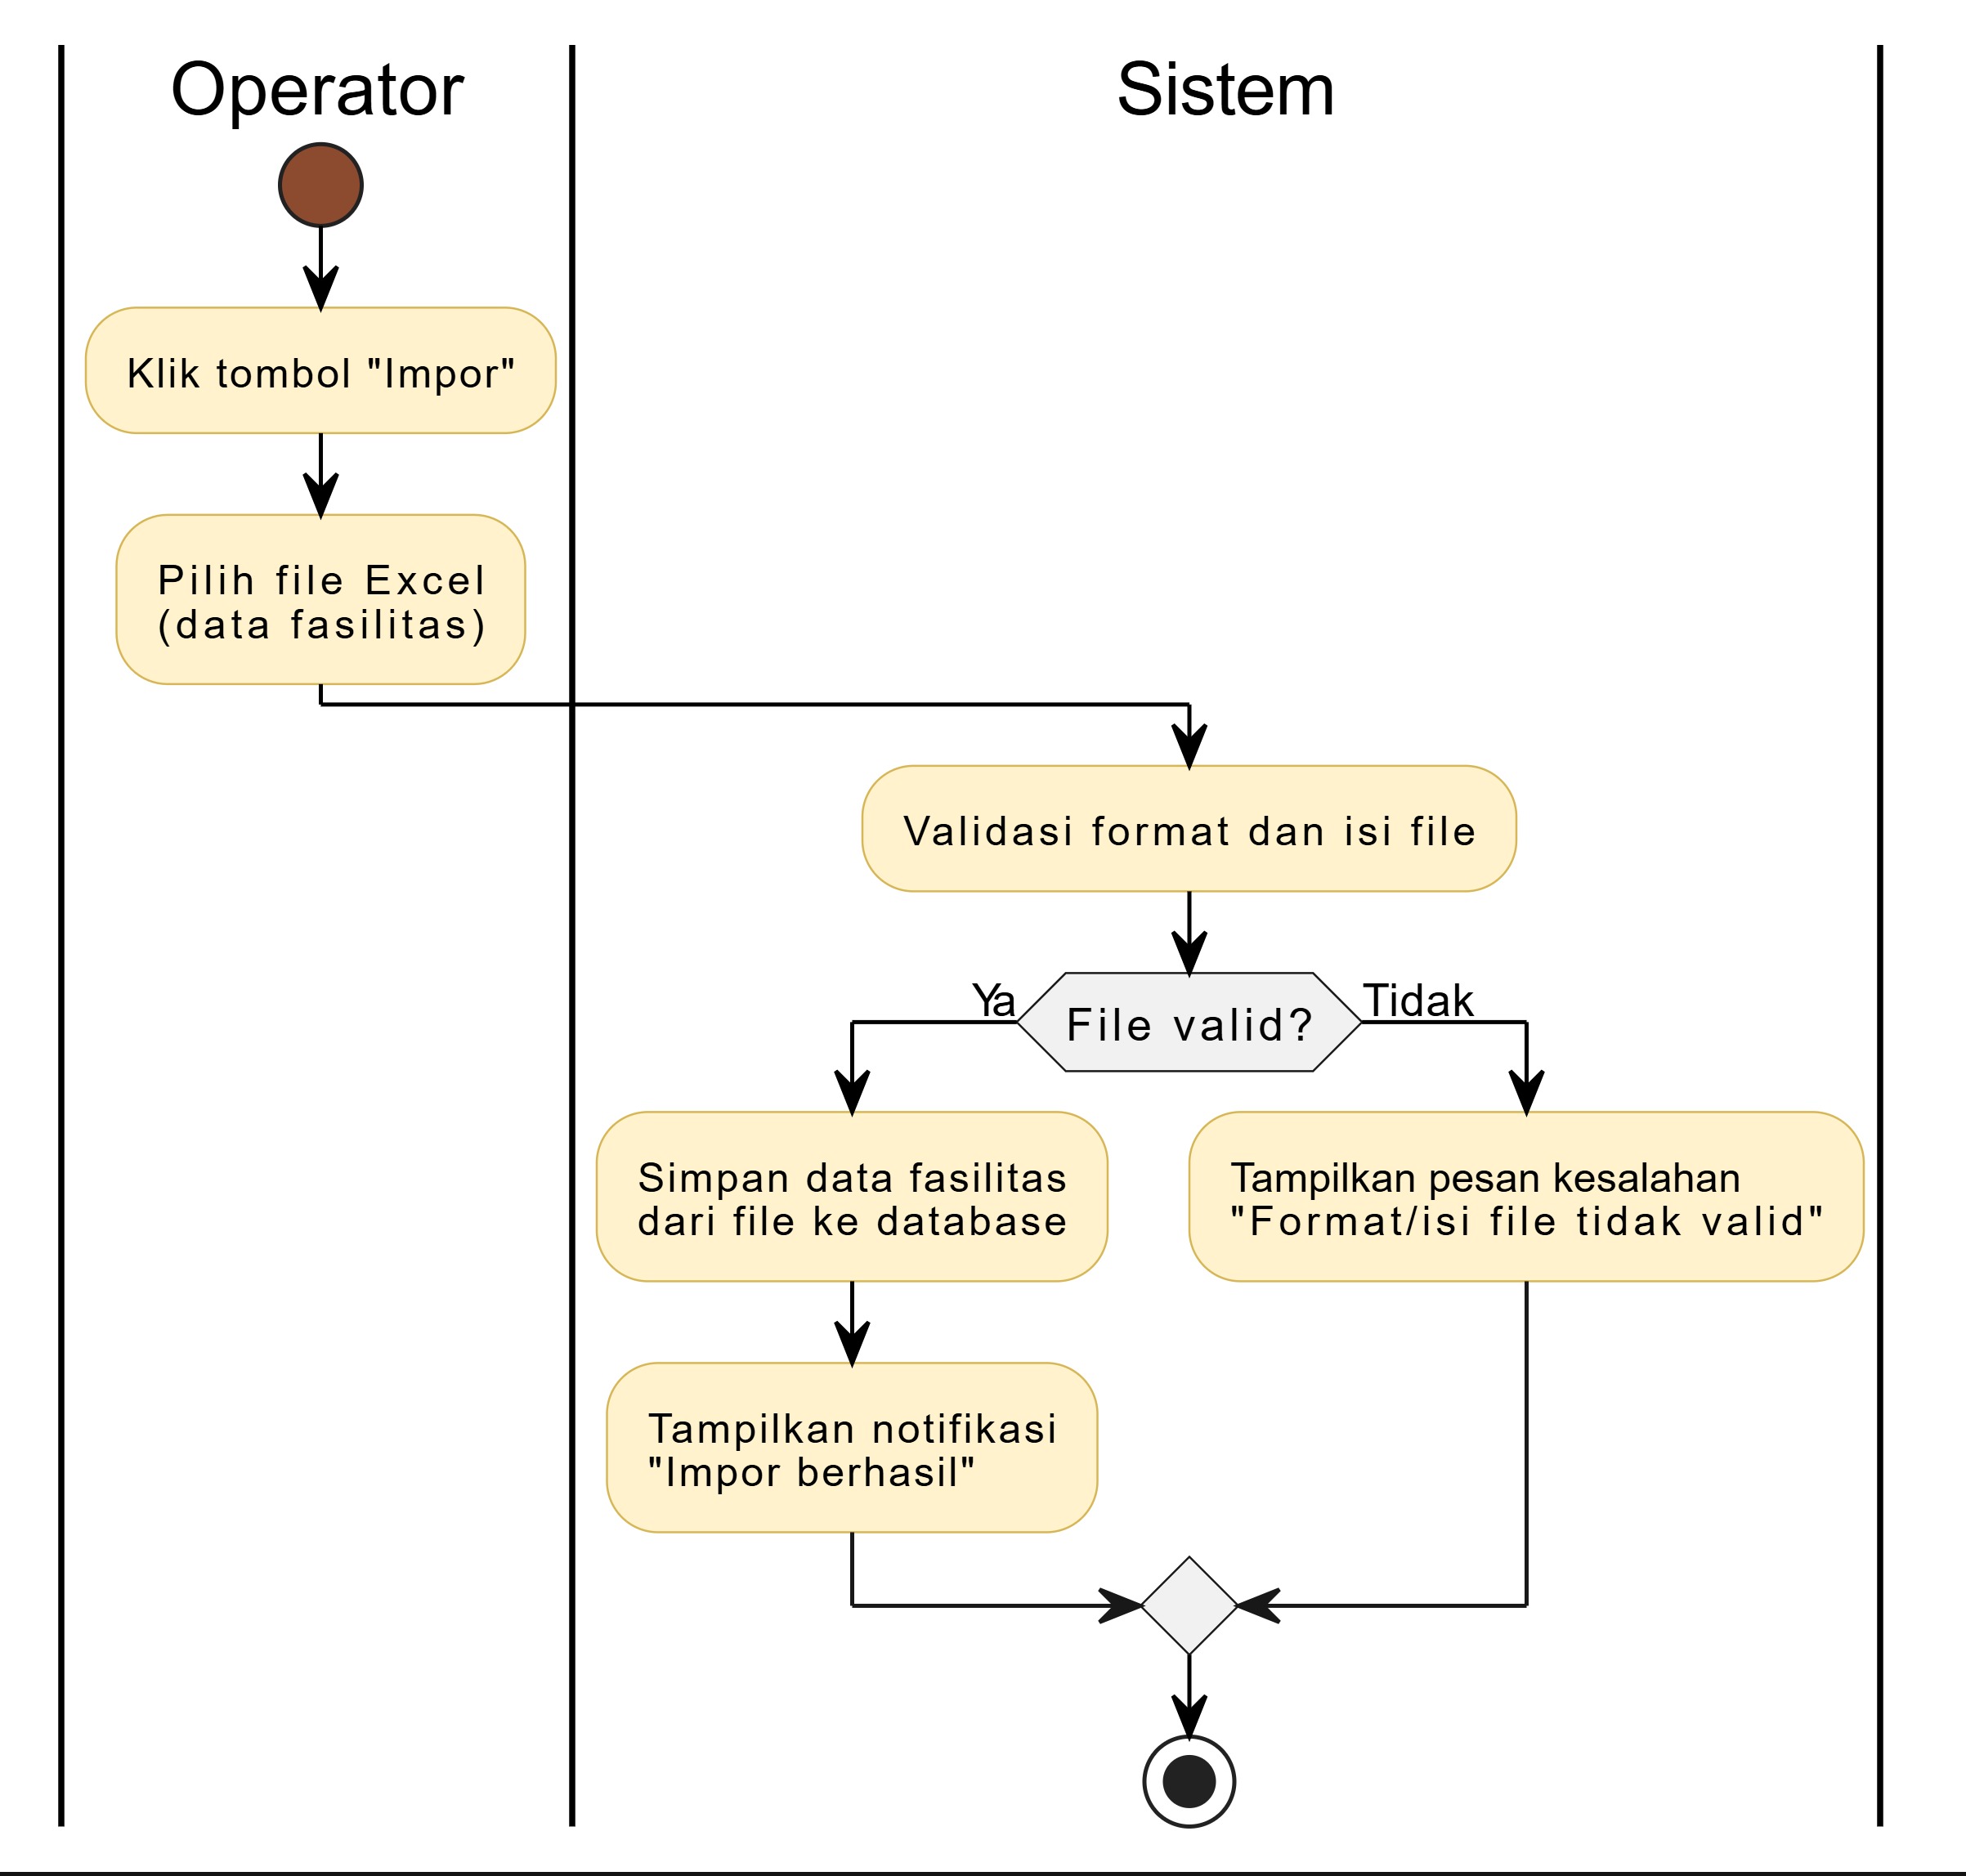 Operator
Sistem
Klik tombol "Impor"
Pilih file Excel
(data fasilitas)
Validasi format dan isi file
Ya
File valid?
Tidak
Simpan data fasilitas
dari file ke database
Tampilkan pesan kesalahan
"Format/isi file tidak valid"
Tampilkan notifikasi
"Impor berhasil"